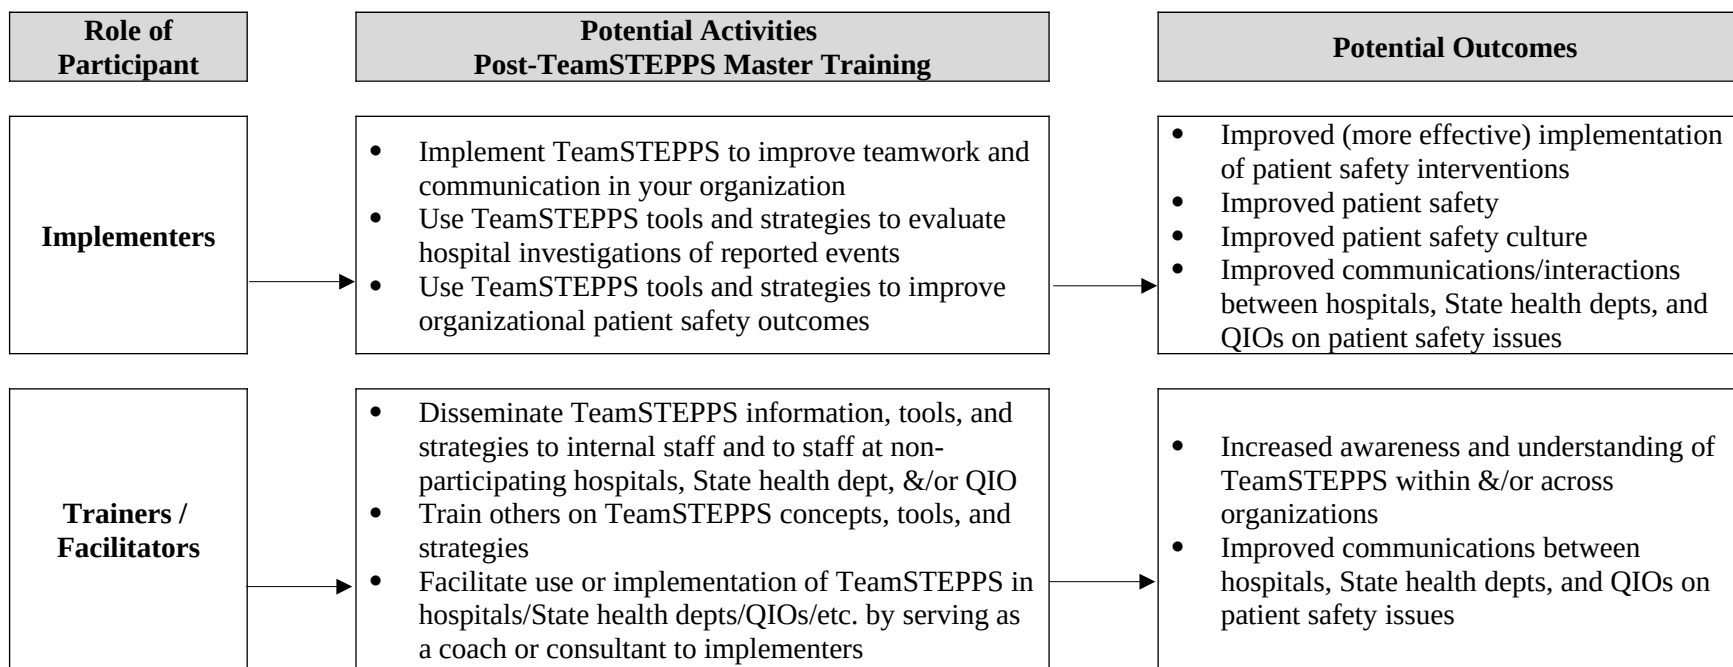 Role of
Participant
Potential Activities
Post-TeamSTEPPS Master Training
Potential Outcomes
Implementers
• Implement TeamSTEPPS to improve teamwork and
communication in your organization
• Use TeamSTEPPS tools and strategies to evaluate
hospital investigations of reported events
• Use TeamSTEPPS tools and strategies to improve
organizational patient safety outcomes
• Improved (more effective) implementation
of patient safety interventions
• Improved patient safety
• Improved patient safety culture
• Improved communications/interactions
between hospitals, State health depts, and
QIOs on patient safety issues
Trainers /
Facilitators
• Disseminate TeamSTEPPS information, tools, and
strategies to internal staff and to staff at non-
participating hospitals, State health dept, &/or QIO
• Train others on TeamSTEPPS concepts, tools, and
strategies
• Facilitate use or implementation of TeamSTEPPS in
hospitals/State health depts/QIOs/etc. by serving as
a coach or consultant to implementers
• Increased awareness and understanding of
TeamSTEPPS within &/or across
organizations
• Improved communications between
hospitals, State health depts, and QIOs on
patient safety issues